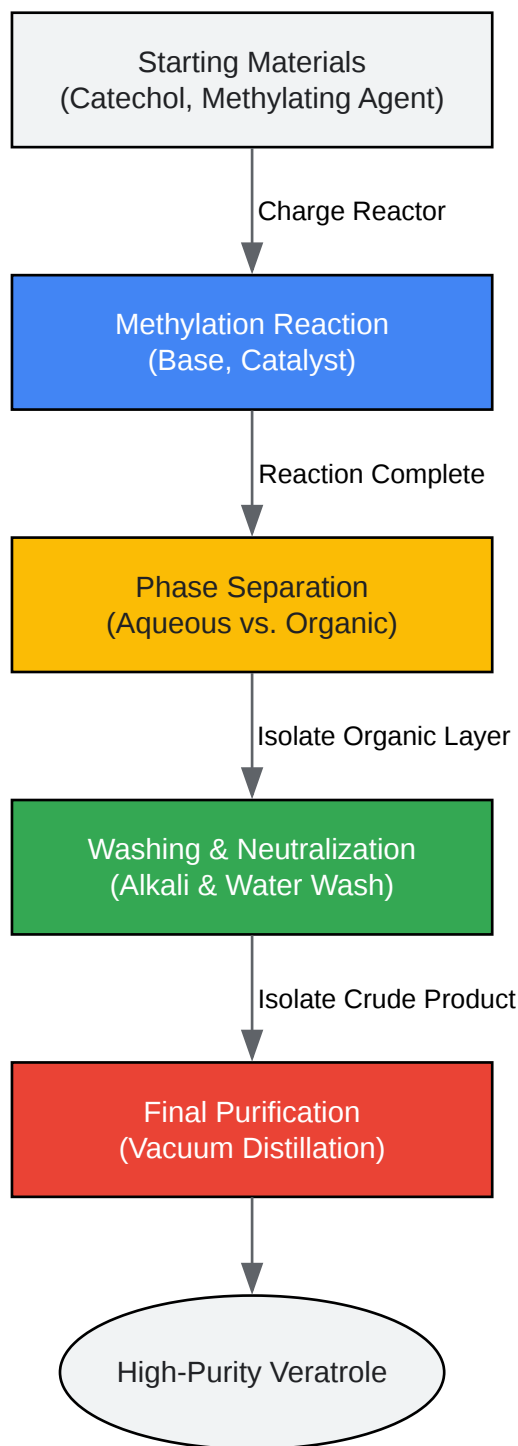 Starting Materials
(Catechol, Methylating Agent)
Charge Reactor
Methylation Reaction
(Base, Catalyst)
Reaction Complete
Phase Separation
(Aqueous vs. Organic)
Isolate Organic Layer
Washing & Neutralization
(Alkali & Water Wash)
Isolate Crude Product
Final Purification
(Vacuum Distillation)
High-Purity Veratrole